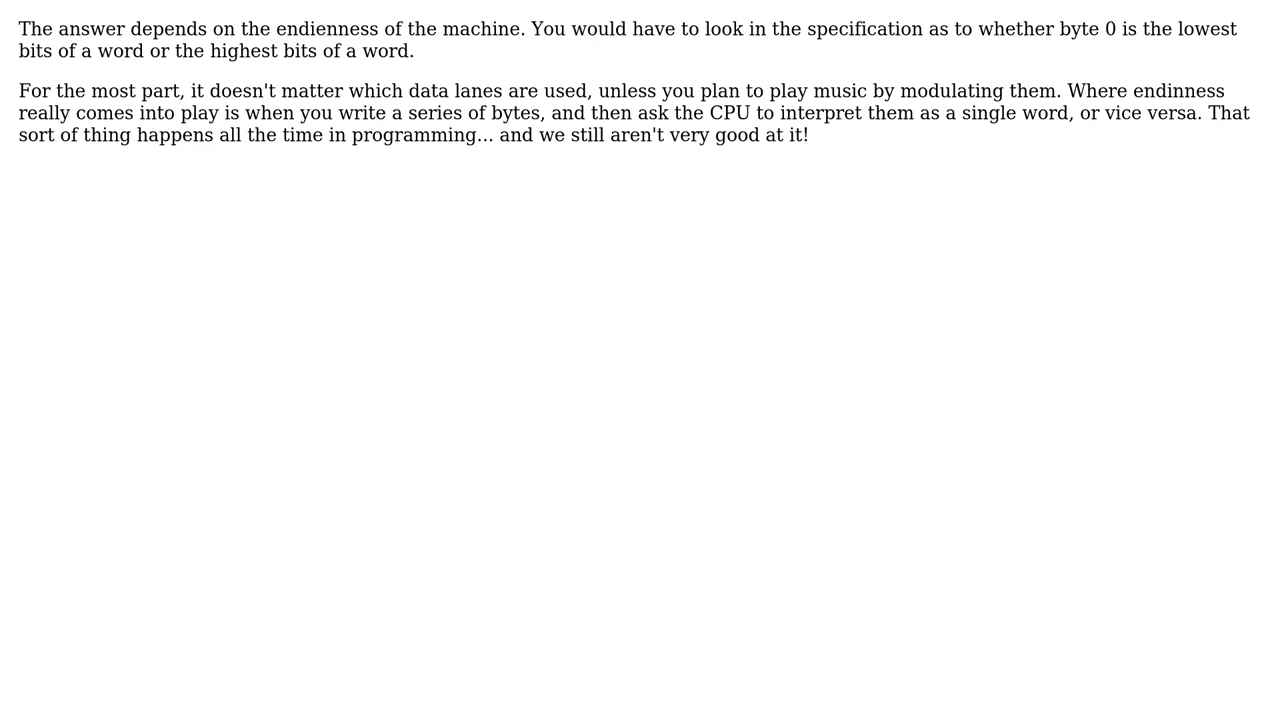 The answer depends on the endienness of the machine. You would have to look in the specification as to whether byte 0 is the lowest
bits of a word or the highest bits of a word.
For the most part, it doesn't matter which data lanes are used, unless you plan to play music by modulating them. Where endinness
really comes into play is when you write a series of bytes, and then ask the CPU to interpret them as a single word, or vice versa. That
sort of thing happens all the time in programming... and we still aren't very good at it!